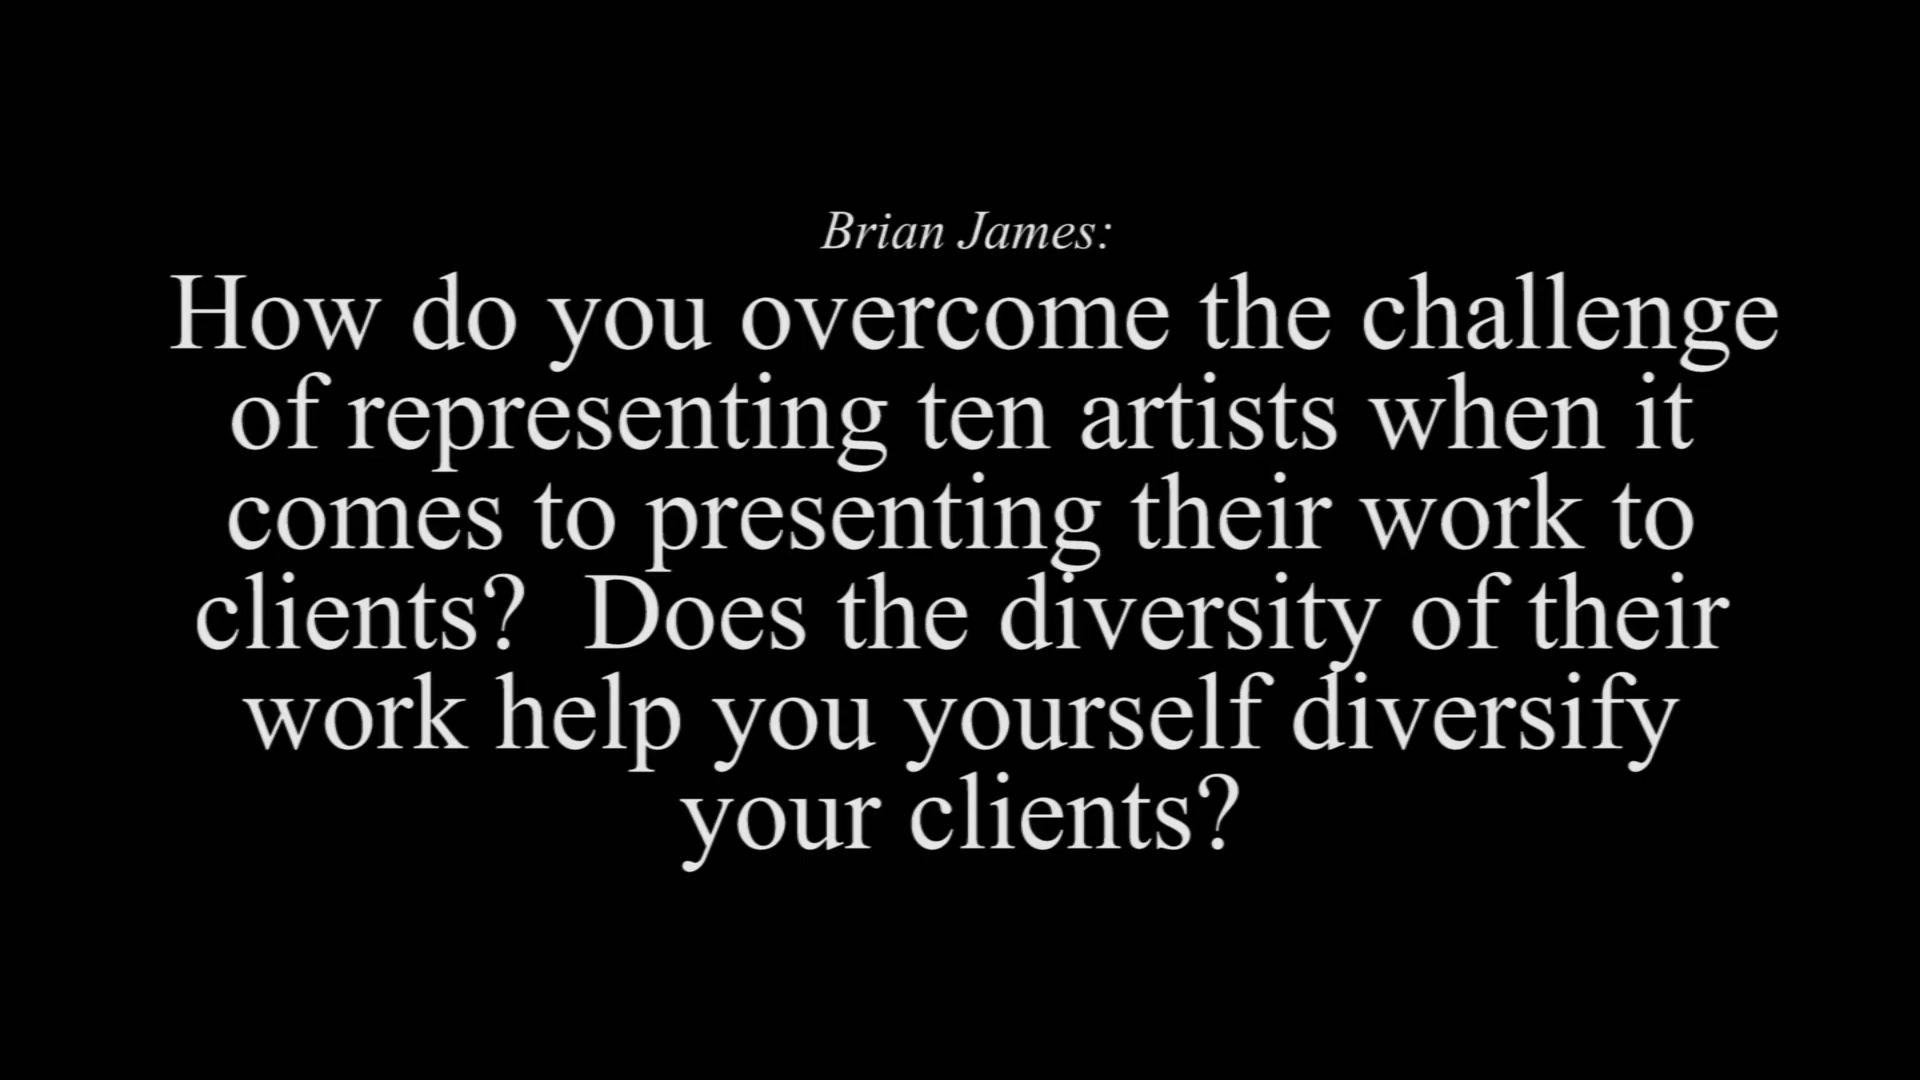 Brian James:
How do you overcome the challenge
of representing ten artists when it
comes to presenting their work to
clients?  Does the diversity of their
work help you yourself diversify
your clients?